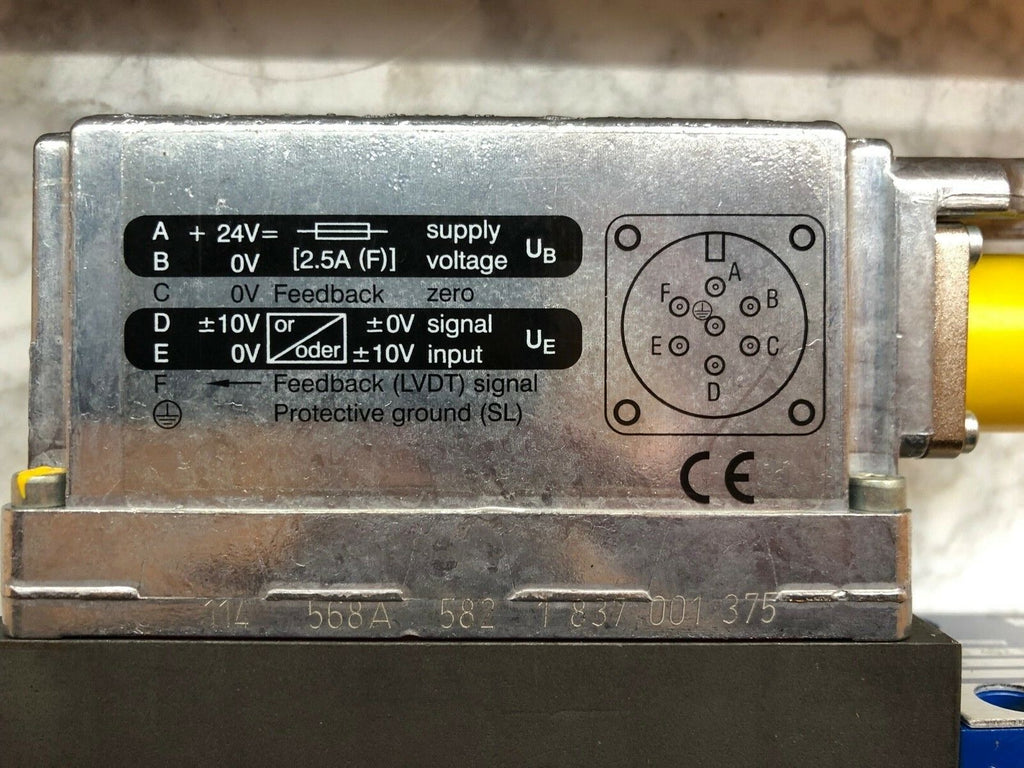 A + 24V= supply
B 0V [2.5A (F)] voltage UB
C 0V Feedback zero
D ±10V or ±0V signal
E 0V oder ±10V input UE
F Feedback (LVDT) signal
Protective ground (SL)
A
F B
E C
D
CE
114 568A 582 1 837 001 375